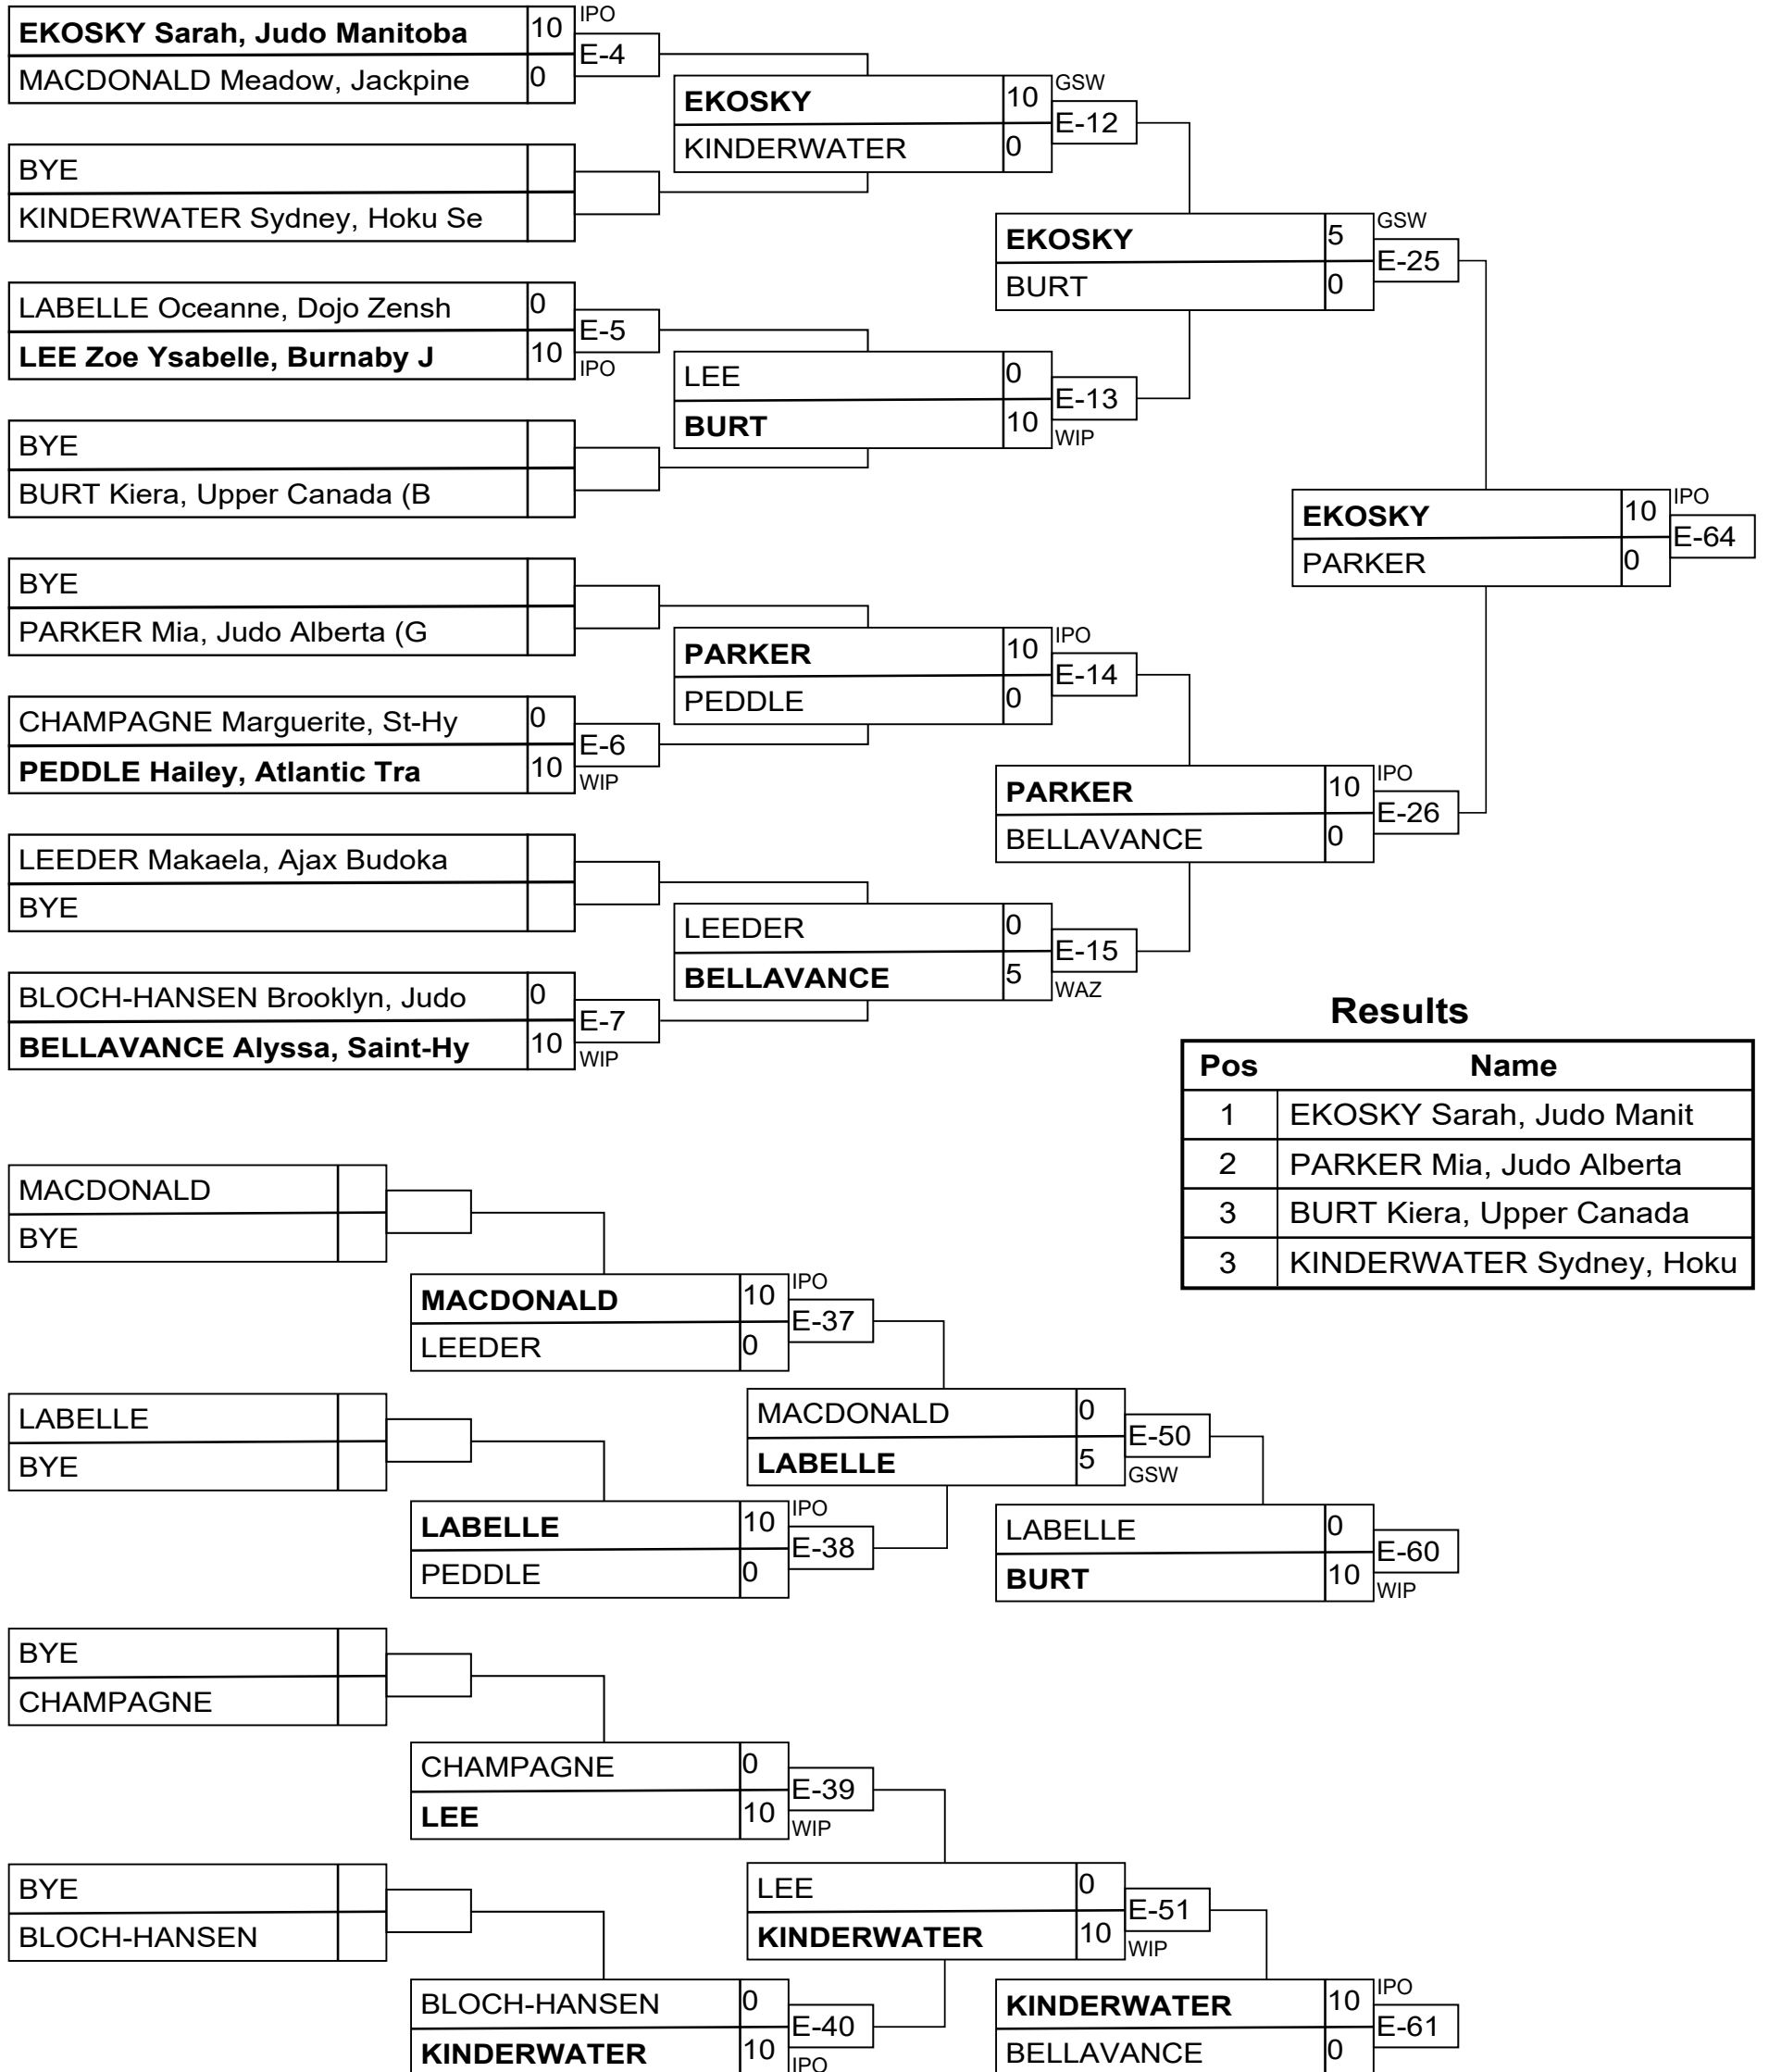 EKOSKY Sarah, Judo Manitoba 10 IPO
E-4
MACDONALD Meadow, Jackpine 0
EKOSKY 10 GSW
E-12
KINDERWATER 0
BYE
KINDERWATER Sydney, Hoku Se
EKOSKY 5 GSW
E-25
BURT 0
LABELLE Oceanne, Dojo Zensh 0
E-5
LEE Zoe Ysabelle, Burnaby J 10 IPO
LEE 0
E-13
BURT 10 WIP
BYE
BURT Kiera, Upper Canada (B
EKOSKY 10 IPO
E-64
PARKER 0
BYE
PARKER Mia, Judo Alberta (G
PARKER 10 IPO
E-14
PEDDLE 0
CHAMPAGNE Marguerite, St-Hy 0
E-6
PEDDLE Hailey, Atlantic Tra 10 WIP
PARKER 10 IPO
E-26
BELLAVANCE 0
LEEDER Makaela, Ajax Budoka
BYE
LEEDER 0
E-15
BELLAVANCE 5 WAZ
BLOCH-HANSEN Brooklyn, Judo 0
E-7
BELLAVANCE Alyssa, Saint-Hy 10 WIP
Results
Pos Name
1 EKOSKY Sarah, Judo Manit
2 PARKER Mia, Judo Alberta
3 BURT Kiera, Upper Canada
3 KINDERWATER Sydney, Hoku
MACDONALD
BYE
MACDONALD 10 IPO
E-37
LEEDER 0
LABELLE
BYE
MACDONALD 0
E-50
LABELLE 5 GSW
LABELLE 10 IPO
E-38
PEDDLE 0
LABELLE 0
E-60
BURT 10 WIP
BYE
CHAMPAGNE
CHAMPAGNE 0
E-39
LEE 10 WIP
BYE
BLOCH-HANSEN
LEE 0
E-51
KINDERWATER 10 WIP
BLOCH-HANSEN 0
E-40
KINDERWATER 10 IPO
KINDERWATER 10 IPO
E-61
BELLAVANCE 0